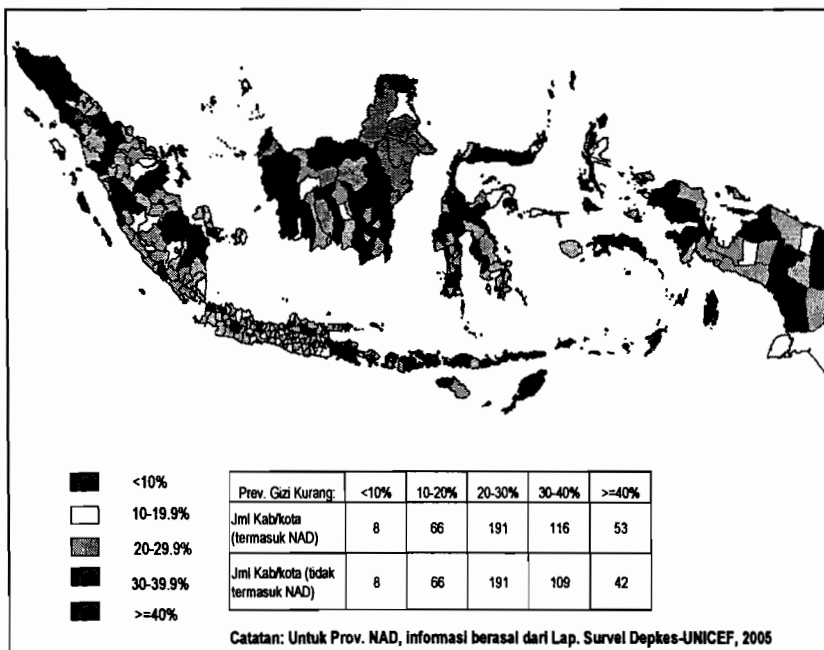 <10%
10-19.9%
20-29.9%
30-39.9%
>=40%
Prev. Gizi Kurang: <10% 10-20% 20-30% 30-40% >=40%
Jml Kab/kota
(termasuk NAD) 8 66 191 116 53
Jml Kab/kota (tidak
termasuk NAD) 8 66 191 109 42
Catatan: Untuk Prov. NAD, informasi berasal dari Lap. Survei Depkes-UNICEF, 2005